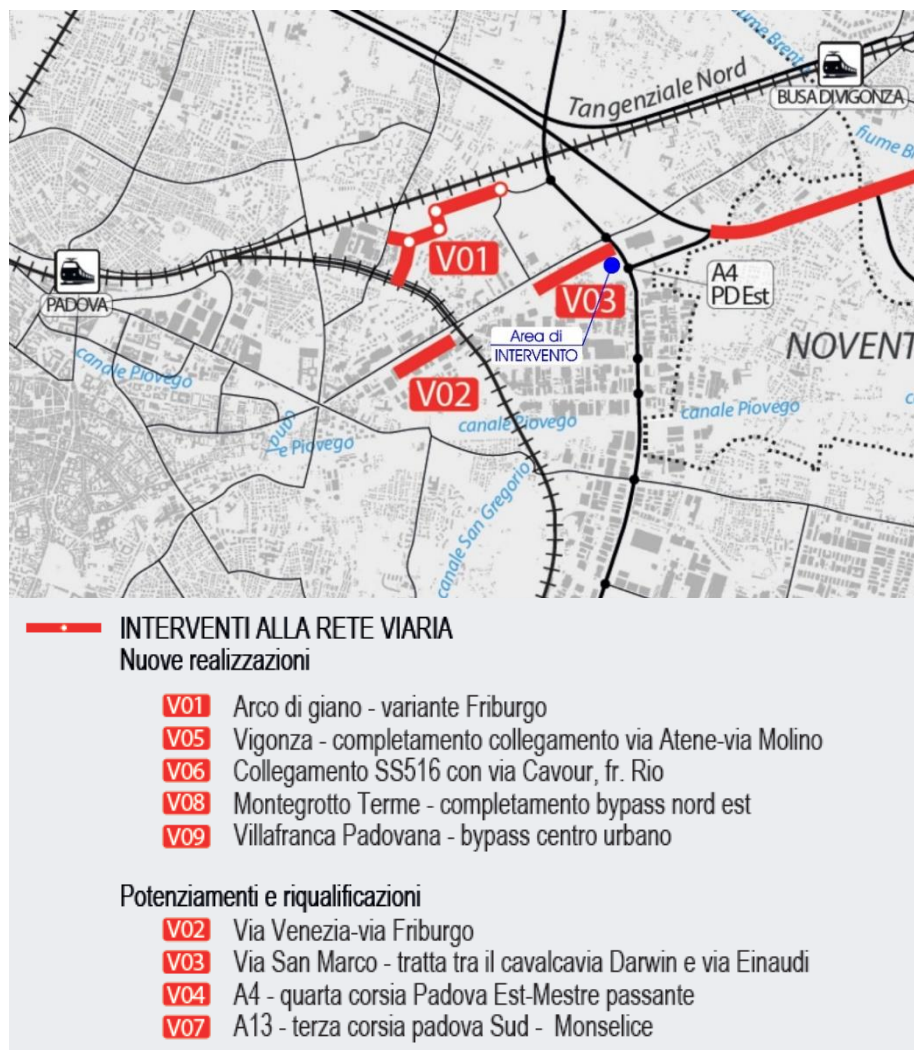 fiume Brenta
Tangenziale Nord
BUSA DI VIGONZA
fiume B
V01
PADOVA
A4
PD Est
V03
Area di
INTERVENTO
NOVENT
canale Piovego
V02
canale Piovego
canale Piovego
c
e Piovego
canale San Gregorio
INTERVENTI ALLA RETE VIARIA
Nuove realizzazioni
V01 Arco di giano - variante Friburgo
V05 Vigonza - completamento collegamento via Atene-via Molino
V06 Collegamento SS516 con via Cavour, fr. Rio
V08 Montegrotto Terme - completamento bypass nord est
V09 Villafranca Padovana - bypass centro urbano
Potenziamenti e riqualificazioni
V02 Via Venezia-via Friburgo
V03 Via San Marco - tratta tra il cavalcavia Darwin e via Einaudi
V04 A4 - quarta corsia Padova Est-Mestre passante
V07 A13 - terza corsia padova Sud - Monselice